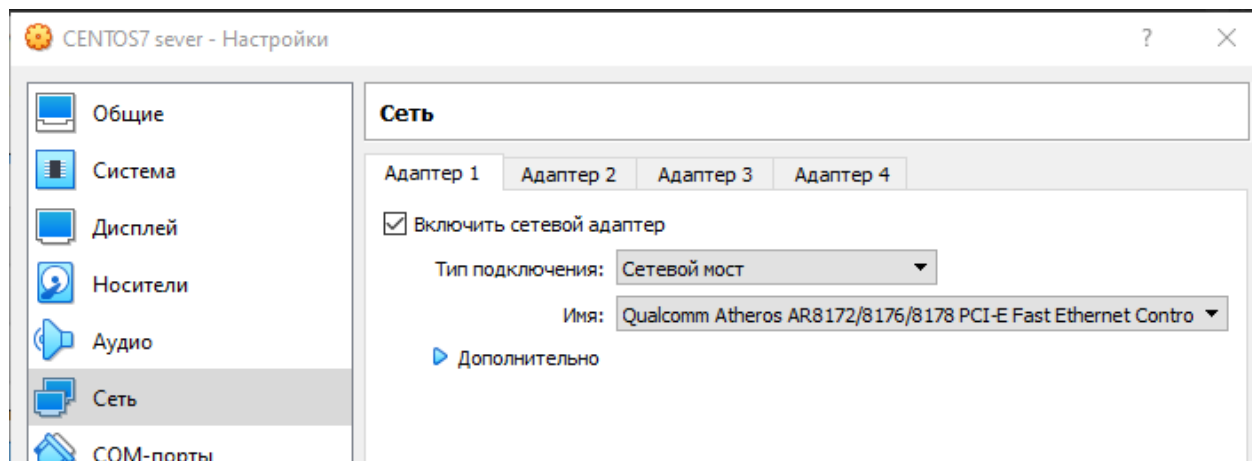 CENTOS7 sever - Настройки
?
Общие
Система
Дисплей
Носители
Аудио
Сеть
COM-порты
Сеть
Адаптер 1 Адаптер 2 Адаптер 3 Адаптер 4
Включить сетевой адаптер
Тип подключения: Сетевой мост
Имя: Qualcomm Atheros AR8172/8176/8178 PCI-E Fast Ethernet Contro
Дополнительно